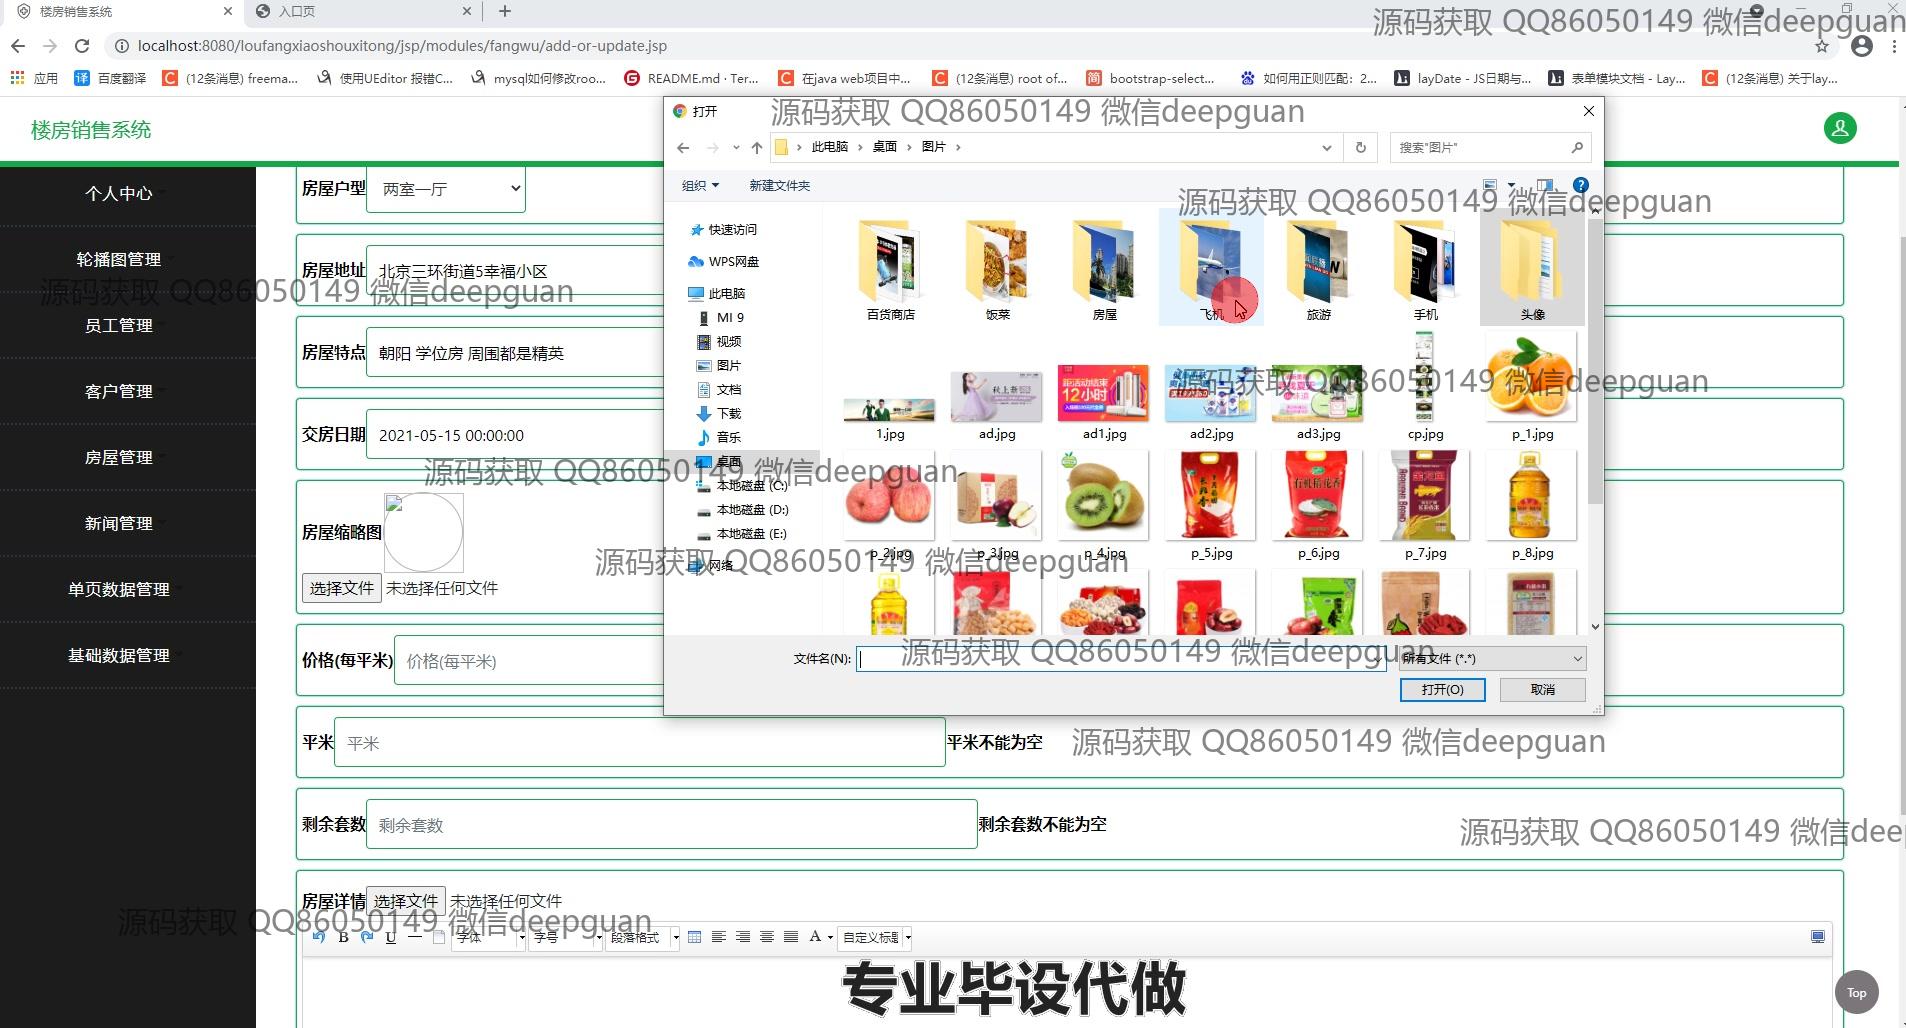 楼房销售系统
入口页
localhost:8080/loufangxiaoshouxitong/jsp/modules/fangwu/add-or-update.jsp
源码获取 QQ86050149 微信deepguan
应用 百度翻译 (12条消息) freema... 使用UEditor 报错C... mysql如何修改roo... README.md · Ter... 在java web项目中... (12条消息) root of... bootstrap-select... 如何用正则匹配：2... layDate - JS日期与... 表单模块文档 - Lay... (12条消息) 关于lay...
楼房销售系统
个人中心
轮播图管理
员工管理
客户管理
房屋管理
新闻管理
单页数据管理
基础数据管理
房屋户型 两室一厅
房屋地址 北京三环街道5幸福小区
源码获取 QQ86050149 微信deepguan
房屋特点 朝阳 学位房 周围都是精英
交房日期 2021-05-15 00:00:00
源码获取 QQ86050149 微信deepguan
房屋缩略图
选择文件 未选择任何文件
源码获取 QQ86050149 微信deepguan
价格(每平米) 价格(每平米)
平米 平米 平米不能为空
源码获取 QQ86050149 微信deepguan
剩余套数 剩余套数 剩余套数不能为空
源码获取 QQ86050149 微信dee
房屋详情 选择文件 未选择任何文件
源码获取 QQ86050149 微信deepguan
B U 字体 字号 段落格式 A 自定义标题
打开
源码获取 QQ86050149 微信deepguan
此电脑 桌面 图片
搜索"图片"
组织 新建文件夹
源码获取 QQ86050149 微信deepguan
快速访问
WPS网盘
此电脑
MI 9
视频
图片
文档
下载
音乐
桌面
本地磁盘 (C:)
本地磁盘 (D:)
本地磁盘 (E:)
网络
百货商店 饭菜 房屋 飞机 旅游 手机 头像
源码获取 QQ86050149 微信deepguan
12小时
1.jpg ad.jpg ad1.jpg ad2.jpg ad3.jpg cp.jpg p_1.jpg
p_2.jpg p_3.jpg p_4.jpg p_5.jpg p_6.jpg p_7.jpg p_8.jpg
源码获取 QQ86050149 微信deepguan
文件名(N): 所有文件 (*.*)
打开(O) 取消
专业毕设代做
Top